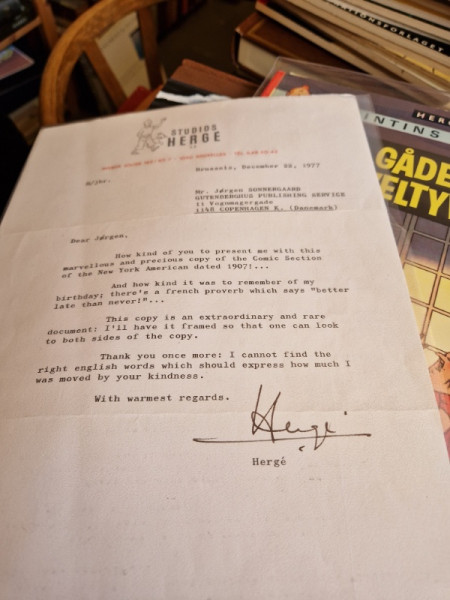 STUDIOS
HERGÉ
Brussels, December 22, 1977
Mr. Jørgen SONNERGAARD
GUTENBERGHUS PUBLISHING SERVICE
11 Vognmagergade
1148 COPENHAGEN K. (Danemark)
Dear Jørgen,
How kind of you to present me with this
marvellous and precious copy of the Comic Section
of the New York American dated 1907!...
And how kind it was to remember of my
birthday; there's a french proverb which says "better
late than never!"...
This copy is an extraordinary and rare
document: I'll have it framed so that one can look
to both sides of the copy.
Thank you once more: I cannot find the
right english words which should express how much I
was moved by your kindness.
With warmest regards.
Hergé
Hergé
HERG
TINTINS
GÅDE